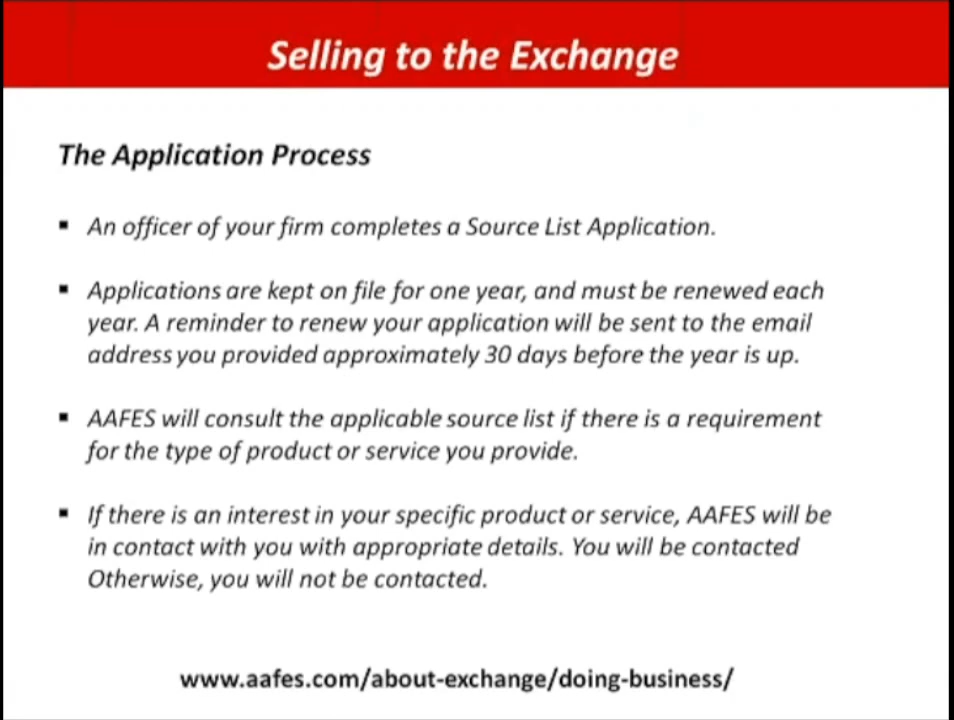 Selling to the Exchange
The Application Process
▪ An officer of your firm completes a Source List Application.
▪ Applications are kept on file for one year, and must be renewed each
year. A reminder to renew your application will be sent to the email
address you provided approximately 30 days before the year is up.
▪ AAFES will consult the applicable source list if there is a requirement
for the type of product or service you provide.
▪ If there is an interest in your specific product or service, AAFES will be
in contact with you with appropriate details. You will be contacted
Otherwise, you will not be contacted.
www.aafes.com/about-exchange/doing-business/